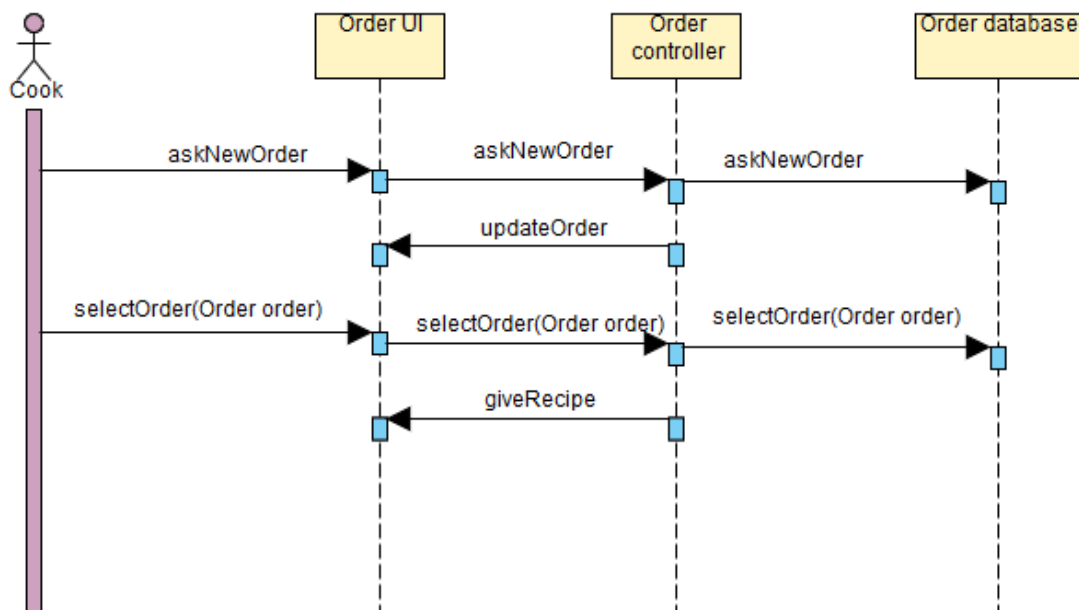 Order UI
Order
controller
Order database
Cook
askNewOrder
askNewOrder
askNewOrder
updateOrder
selectOrder(Order order)
selectOrder(Order order)
selectOrder(Order order)
giveRecipe